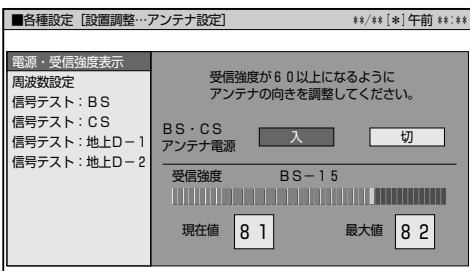 ■各種設定［設置調整…アンテナ設定］ **/**[*]午前 **:**
電源・受信強度表示
周波数設定
信号テスト：ＢＳ
信号テスト：ＣＳ
信号テスト：地上Ｄ－１
信号テスト：地上Ｄ－２
受信強度が６０以上になるように
アンテナの向きを調整してください。
ＢＳ・ＣＳ
アンテナ電源 入 切
受信強度 ＢＳ－１５
現在値 ８１ 最大値 ８２